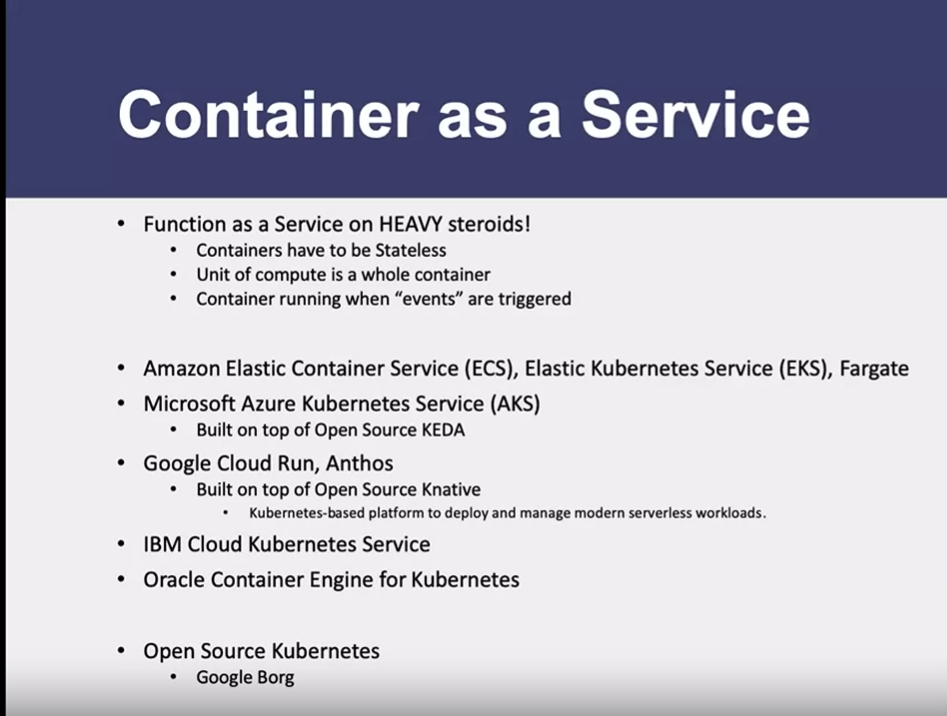 Container as a Service
• Function as a Service on HEAVY steroids!
• Containers have to be Stateless
• Unit of compute is a whole container
• Container running when “events” are triggered
• Amazon Elastic Container Service (ECS), Elastic Kubernetes Service (EKS), Fargate
• Microsoft Azure Kubernetes Service (AKS)
• Built on top of Open Source KEDA
• Google Cloud Run, Anthos
• Built on top of Open Source Knative
• Kubernetes-based platform to deploy and manage modern serverless workloads.
• IBM Cloud Kubernetes Service
• Oracle Container Engine for Kubernetes
• Open Source Kubernetes
• Google Borg